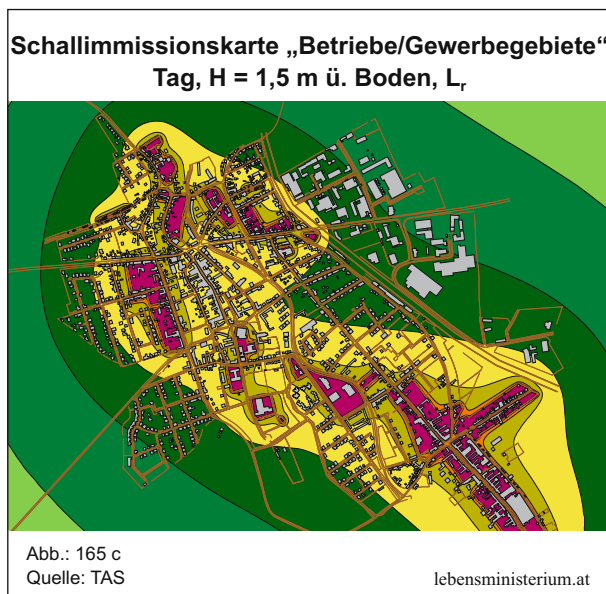 Schallimmissionskarte „Betriebe/Gewerbegebiete“
Tag, H = 1,5 m ü. Boden, Lr
H
H
Abb.: 165 c
Quelle: TAS
lebensministerium.at